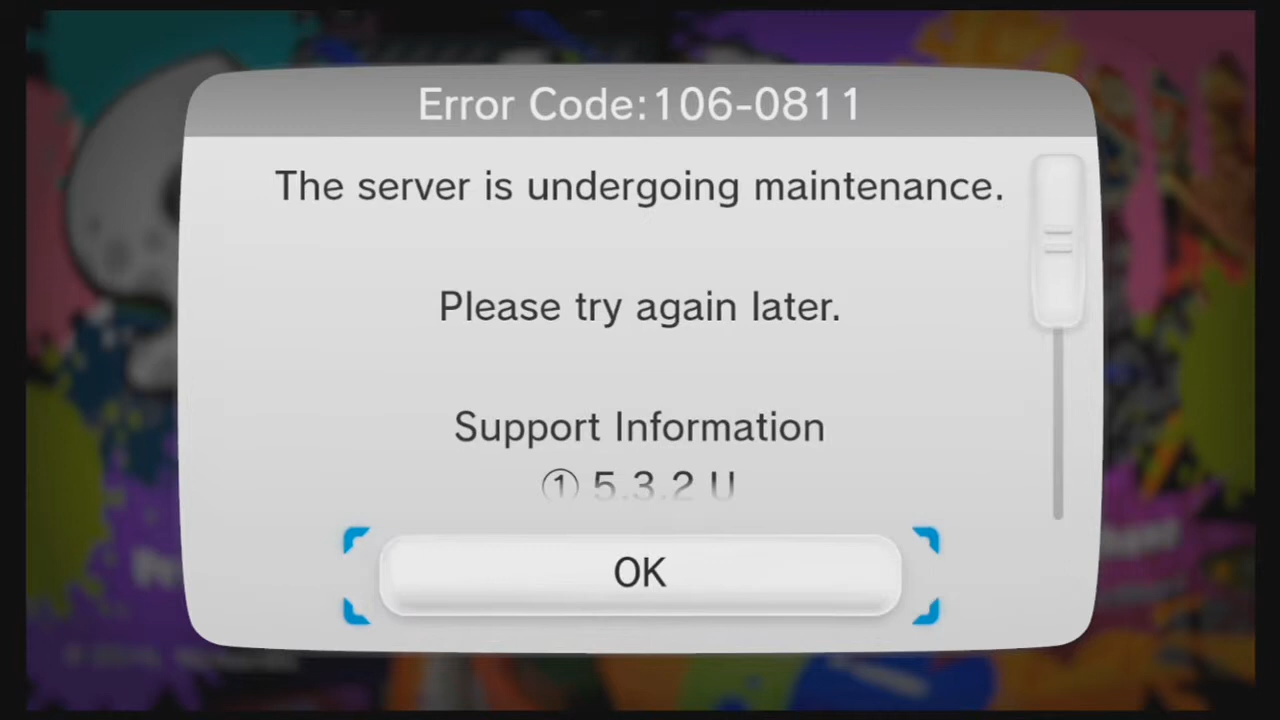 Error Code:106-0811
The server is undergoing maintenance.
Please try again later.
Support Information
① 5.3.2 U
OK